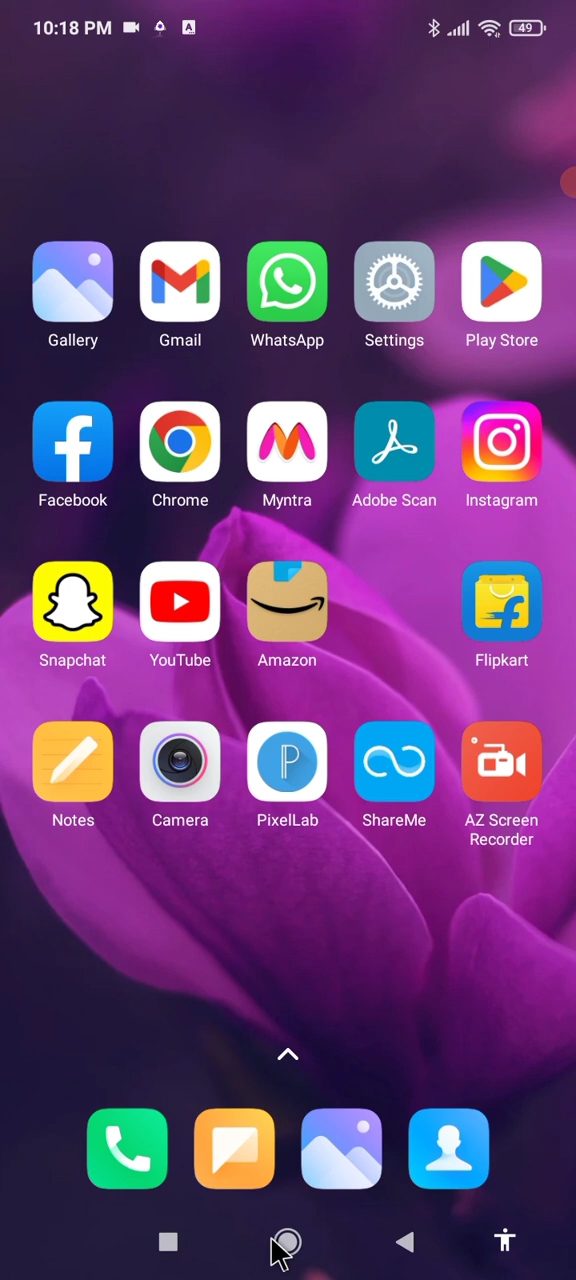 10:18 PM A 49
Gallery Gmail WhatsApp Settings Play Store
Facebook Chrome Myntra Adobe Scan Instagram
Snapchat YouTube Amazon Flipkart
Notes Camera PixelLab ShareMe AZ Screen
Recorder